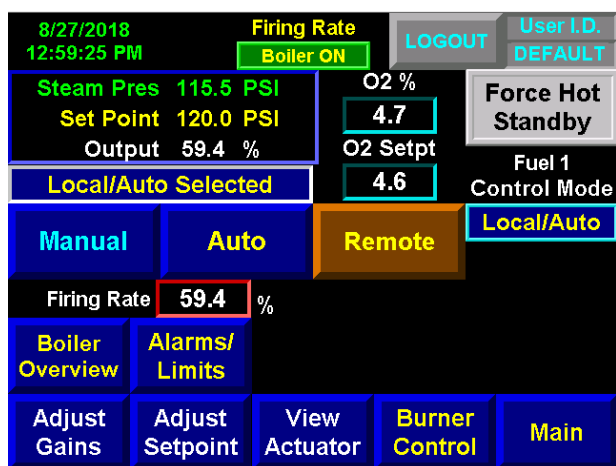 8/27/2018
12:59:25 PM
Firing Rate
Boiler ON
LOGOUT
User I.D.
DEFAULT
Steam Pres 115.5 PSI
Set Point 120.0 PSI
Output 59.4 %
Local/Auto Selected
O2 %
4.7
O2 Setpt
4.6
Force Hot
Standby
Fuel 1
Control Mode
Local/Auto
Manual
Auto
Remote
Firing Rate 59.4 %
Boiler
Overview
Alarms/
Limits
Adjust
Gains
Adjust
Setpoint
View
Actuator
Burner
Control
Main